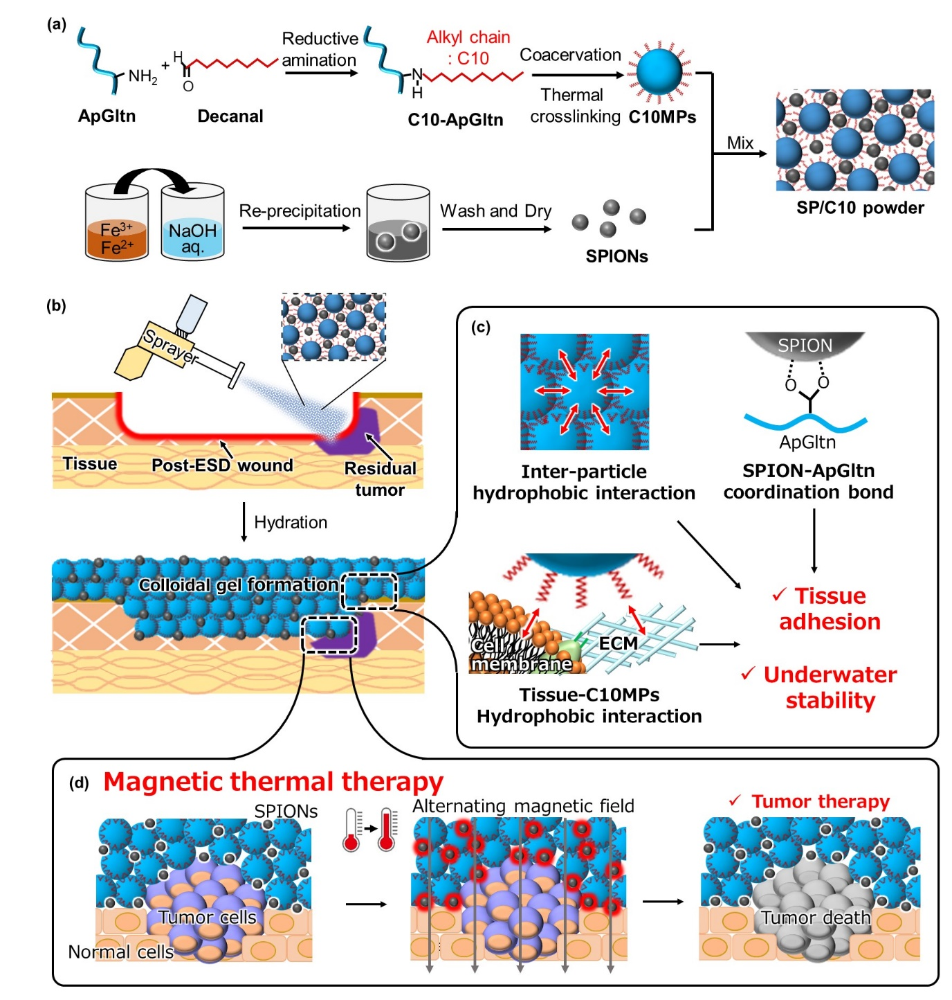 (a)
Reductive
amination
Alkyl chain
: C10
Coacervation
H
O
+
NH2
N
H
Thermal
crosslinking
ApGltn
Decanal
C10-ApGltn
C10MPs
Mix
SP/C10 powder
Fe3+
Fe2+
NaOH
aq.
Re-precipitation
Wash and Dry
SPIONs
(b)
Sprayer
Tissue
Post-ESD wound
Residual
tumor
Hydration
Colloidal gel formation
(c)
SPION
O
O
ApGltn
Inter-particle
hydrophobic interaction
SPION-ApGltn
coordination bond
Cell
membrane
ECM
Tissue-C10MPs
Hydrophobic interaction
✓ Tissue
adhesion
✓ Underwater
stability
(d) Magnetic thermal therapy
SPIONs
Alternating magnetic field
✓ Tumor therapy
Tumor cells
Normal cells
Tumor death